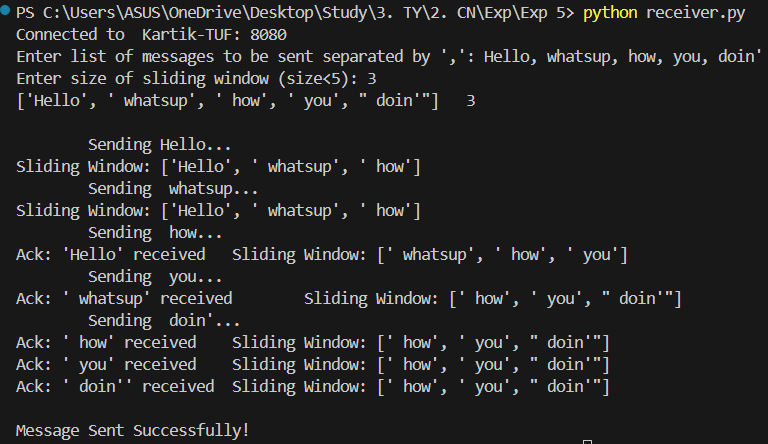 PS C:\Users\ASUS\OneDrive\Desktop\Study\3. TY\2. CN\Exp\Exp 5> python receiver.py
Connected to  Kartik-TUF: 8080
Enter list of messages to be sent separated by ',': Hello, whatsup, how, you, doin'
Enter size of sliding window (size<5): 3
['Hello', ' whatsup', ' how', ' you', " doin'"]   3
Sending Hello...
Sliding Window: ['Hello', ' whatsup', ' how']
Sending  whatsup...
Sliding Window: ['Hello', ' whatsup', ' how']
Sending  how...
Ack: 'Hello' received   Sliding Window: [' whatsup', ' how', ' you']
Sending  you...
Ack: ' whatsup' received        Sliding Window: [' how', ' you', " doin'"]
Sending  doin'...
Ack: ' how' received    Sliding Window: [' how', ' you', " doin'"]
Ack: ' you' received    Sliding Window: [' how', ' you', " doin'"]
Ack: ' doin'' received  Sliding Window: [' how', ' you', " doin'"]
Message Sent Successfully!